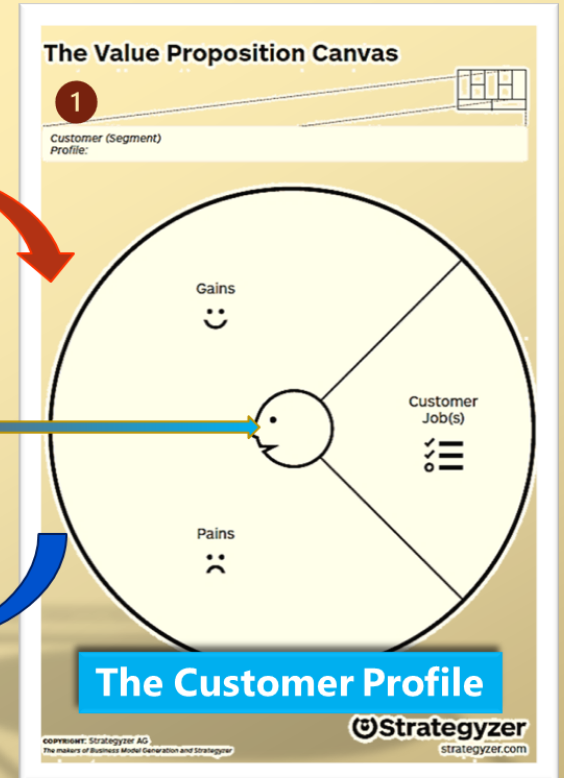 The Value Proposition Canvas
1
Customer (Segment)
Profile:
Gains
Customer
Job(s)
Pains
The Customer Profile
Strategyzer
COPYRIGHT: Strategyzer AG
The makers of Business Model Generation and Strategyzer
strategyzer.com